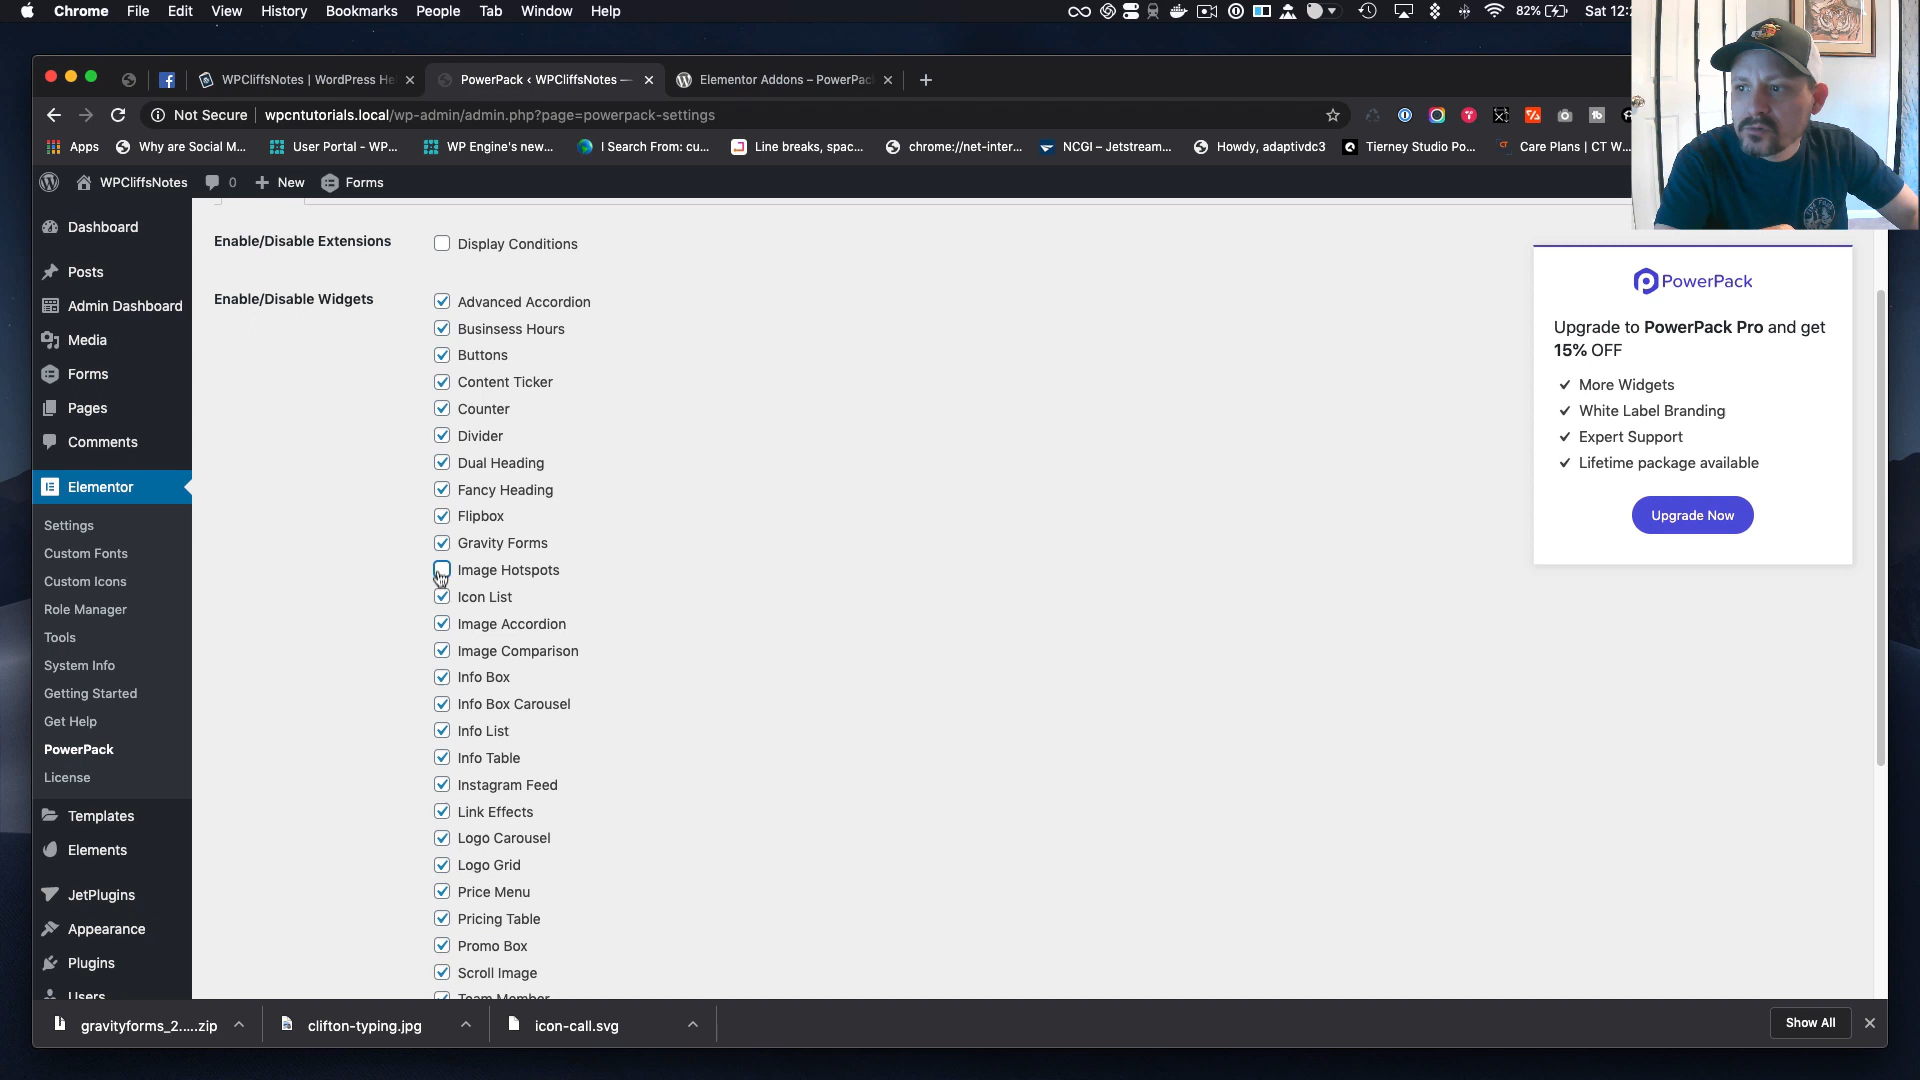 Chrome File Edit View History Bookmarks People Tab Window Help 82% Sat 12:2
WPCliffsNotes | WordPress He
PowerPack ‹ WPCliffsNotes —
Elementor Addons – PowerPac
Not Secure wpcntutorials.local/wp-admin/admin.php?page=powerpack-settings
Apps Why are Social M... User Portal - WP... WP Engine's new... I Search From: cu... Line breaks, spac... chrome://net-inter... NCGI – Jetstream... Howdy, adaptivdc3 Tierney Studio Po... Care Plans | CT W...
WPCliffsNotes 0 New Forms
Dashboard
Posts
Admin Dashboard
Media
Forms
Pages
Comments
Elementor
Settings
Custom Fonts
Custom Icons
Role Manager
Tools
System Info
Getting Started
Get Help
PowerPack
License
Templates
Elements
JetPlugins
Appearance
Plugins
Users
Enable/Disable Extensions
Display Conditions
Enable/Disable Widgets
Advanced Accordion
Businsess Hours
Buttons
Content Ticker
Counter
Divider
Dual Heading
Fancy Heading
Flipbox
Gravity Forms
Image Hotspots
Icon List
Image Accordion
Image Comparison
Info Box
Info Box Carousel
Info List
Info Table
Instagram Feed
Link Effects
Logo Carousel
Logo Grid
Price Menu
Pricing Table
Promo Box
Scroll Image
Team Member
PowerPack
Upgrade to PowerPack Pro and get
15% OFF
More Widgets
White Label Branding
Expert Support
Lifetime package available
Upgrade Now
gravityforms_2.....zip
clifton-typing.jpg
icon-call.svg
Show All